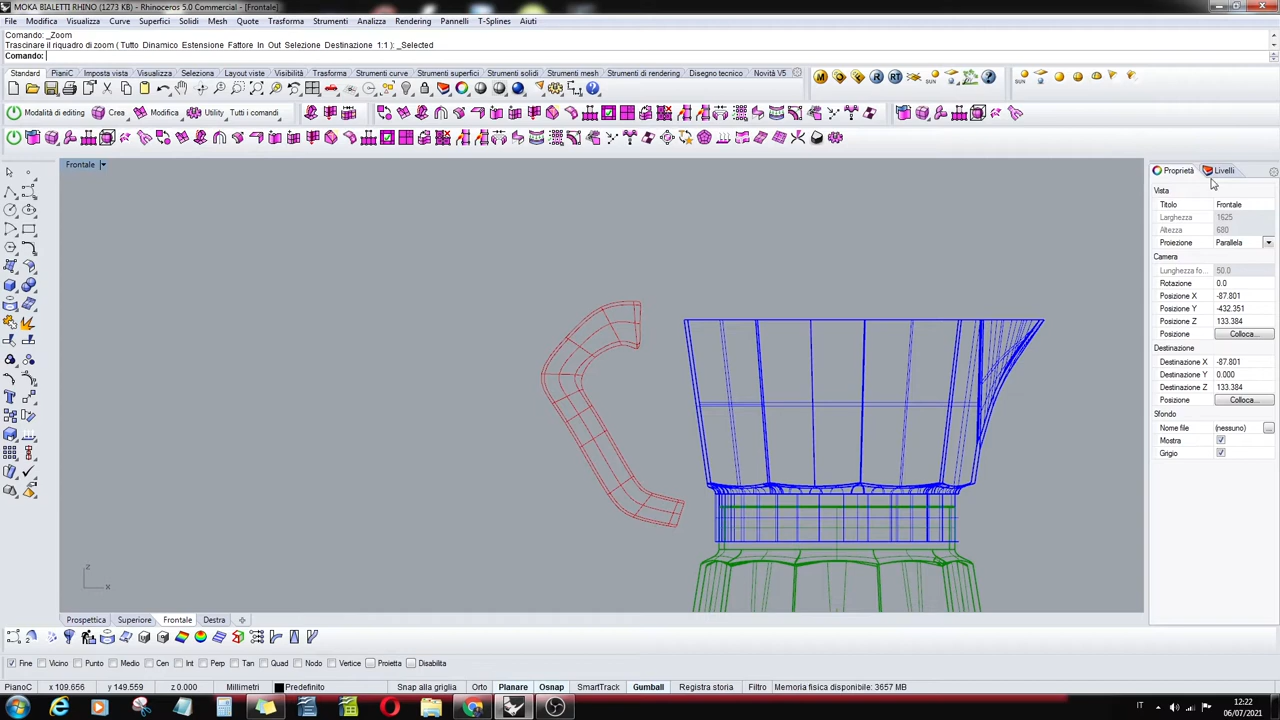 MOKA BIALETTI RHINO (1273 KB) - Rhinoceros 5.0 Commercial - [Frontale]
File Modifica Visualizza Curve Superfici Solidi Mesh Quote Trasforma Strumenti Analizza Rendering Pannelli T-Splines Aiuti
Comando: _Zoom
Trascinare il riquadro di zoom ( Tutto Dinamico Estensione Fattore In Out Selezione Destinazione 1:1 ): _Selected
Comando:
Standard PianiC Imposta vista Visualizza Seleziona Layout viste Visibilità Trasforma Strumenti curve Strumenti superfici Strumenti solidi Strumenti mesh Strumenti di rendering Disegno tecnico Novità V5
Modalità di editing Crea Modifica Utility Tutti i comandi
Frontale
Proprietà Livelli
Vista
Titolo Frontale
Larghezza 1625
Altezza 680
Proiezione Parallela
Camera
Lunghezza fo... 50.0
Rotazione 0.0
Posizione X -87.801
Posizione Y -432.351
Posizione Z 133.384
Posizione Colloca...
Destinazione
Destinazione X -87.801
Destinazione Y 0.000
Destinazione Z 133.384
Posizione Colloca...
Sfondo
Nome file (nessuno) ...
Mostra
Grigio
z
x
Prospettica Superiore Frontale Destra
Fine Vicino Punto Medio Cen Int Perp Tan Quad Nodo Vertice Proietta Disabilita
PianoC x 109.656 y 149.559 z 0.000 Millimetri Predefinito Snap alla griglia Orto Planare Osnap SmartTrack Gumball Registra storia Filtro Memoria fisica disponibile: 3657 MB
IT 12:22
06/07/2021